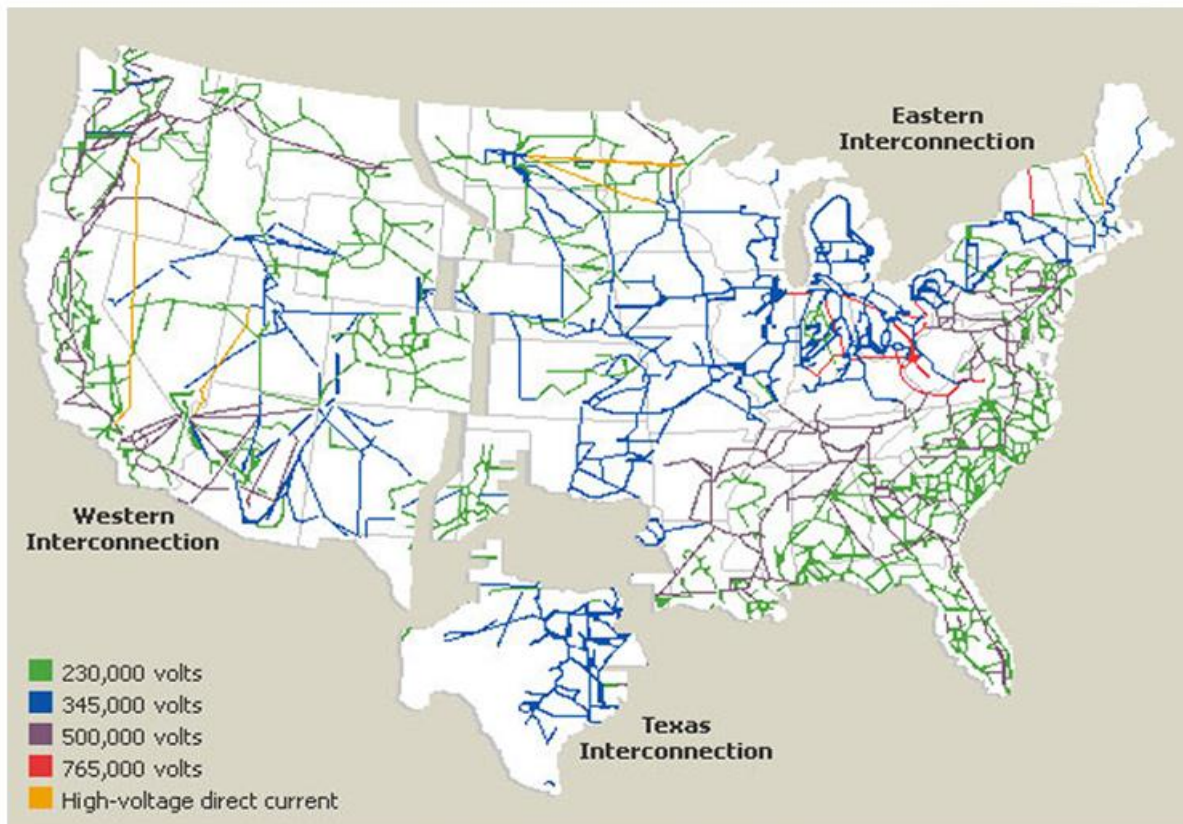 Eastern
Interconnection
Western
Interconnection
Texas
Interconnection
230,000 volts
345,000 volts
500,000 volts
765,000 volts
High-voltage direct current